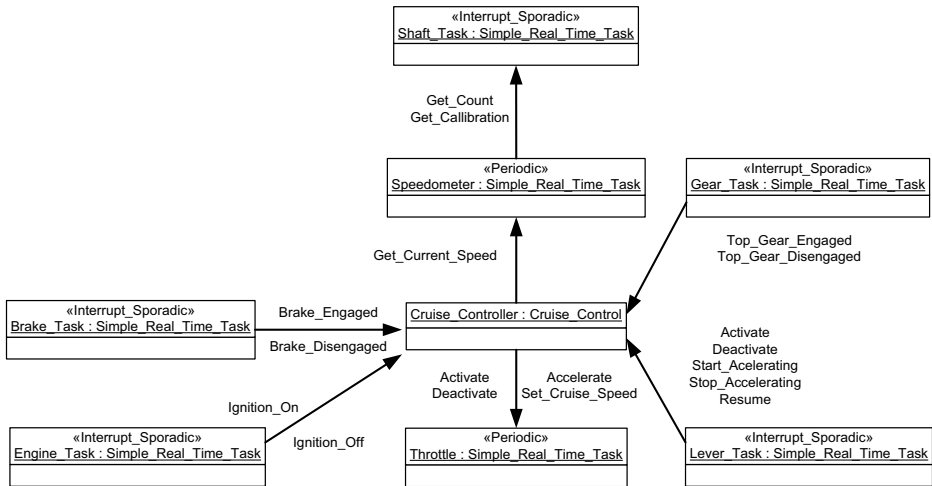 «Interrupt_Sporadic»
Shaft_Task : Simple_Real_Time_Task
Get_Count
Get_Callibration
«Periodic»
Speedometer : Simple_Real_Time_Task
«Interrupt_Sporadic»
Gear_Task : Simple_Real_Time_Task
Get_Current_Speed
Top_Gear_Engaged
Top_Gear_Disengaged
«Interrupt_Sporadic»
Brake_Task : Simple_Real_Time_Task
Brake_Engaged
Brake_Disengaged
Cruise_Controller : Cruise_Control
Activate
Deactivate
Start_Acelerating
Stop_Accelerating
Resume
Activate
Deactivate
Accelerate
Set_Cruise_Speed
Ignition_On
Ignition_Off
«Interrupt_Sporadic»
Engine_Task : Simple_Real_Time_Task
«Periodic»
Throttle : Simple_Real_Time_Task
«Interrupt_Sporadic»
Lever_Task : Simple_Real_Time_Task